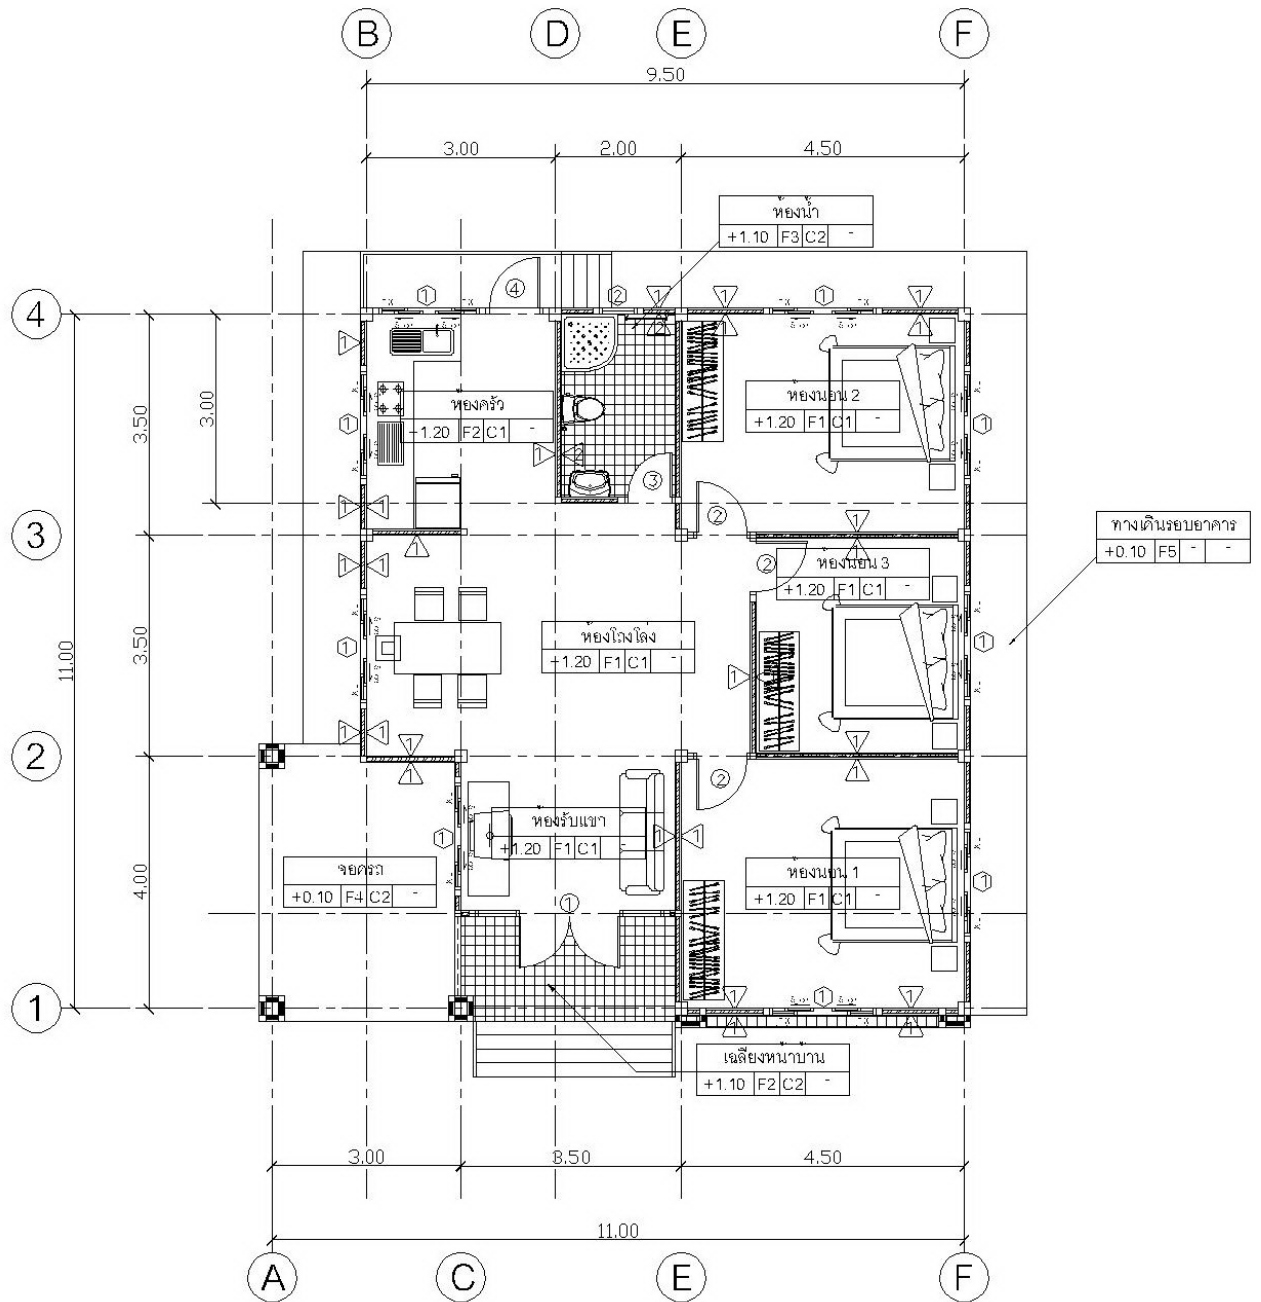 B D E F
9.50
3.00 2.00 4.50
ห้องน้ำ
+1.10 F3 C2 -
4
3.50
3.00
ห้องครัว
+1.20 F2 C1 -
ห้องนอน 2
+1.20 F1 C1 -
3
ทางเดินรอบอาคาร
+0.10 F5 - -
ห้องนอน 3
+1.20 F1 C1 -
11.00
3.50
ห้องโถงโล่ง
+1.20 F1 C1 -
2
4.00
ห้องรับแขก
+1.20 F1 C1 -
จอดรถ
+0.10 F4 C2 -
ห้องนอน 1
+1.20 F1 C1 -
1
เฉลียงหน้าบ้าน
+1.10 F2 C2 -
3.00 3.50 4.50
11.00
A C E F